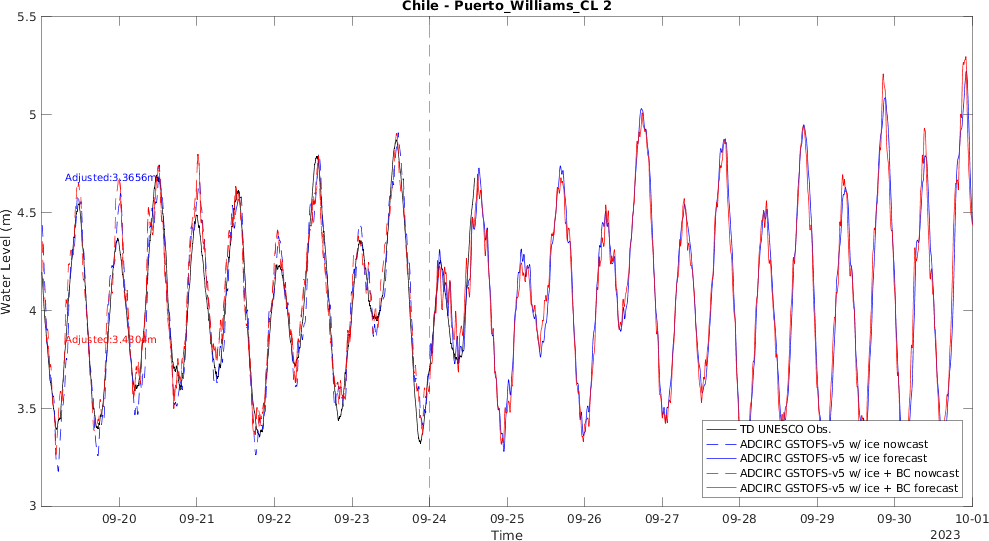 Chile - Puerto_Williams_CL 2
Water Level (m)
5.5
5
4.5
4
3.5
3
Adjusted:3.3656m
Adjusted:3.4304m
TD UNESCO Obs.
ADCIRC GSTOFS-v5 w/ ice nowcast
ADCIRC GSTOFS-v5 w/ ice forecast
ADCIRC GSTOFS-v5 w/ ice + BC nowcast
ADCIRC GSTOFS-v5 w/ ice + BC forecast
09-20 09-21 09-22 09-23 09-24 09-25 09-26 09-27 09-28 09-29 09-30 10-01
Time
2023